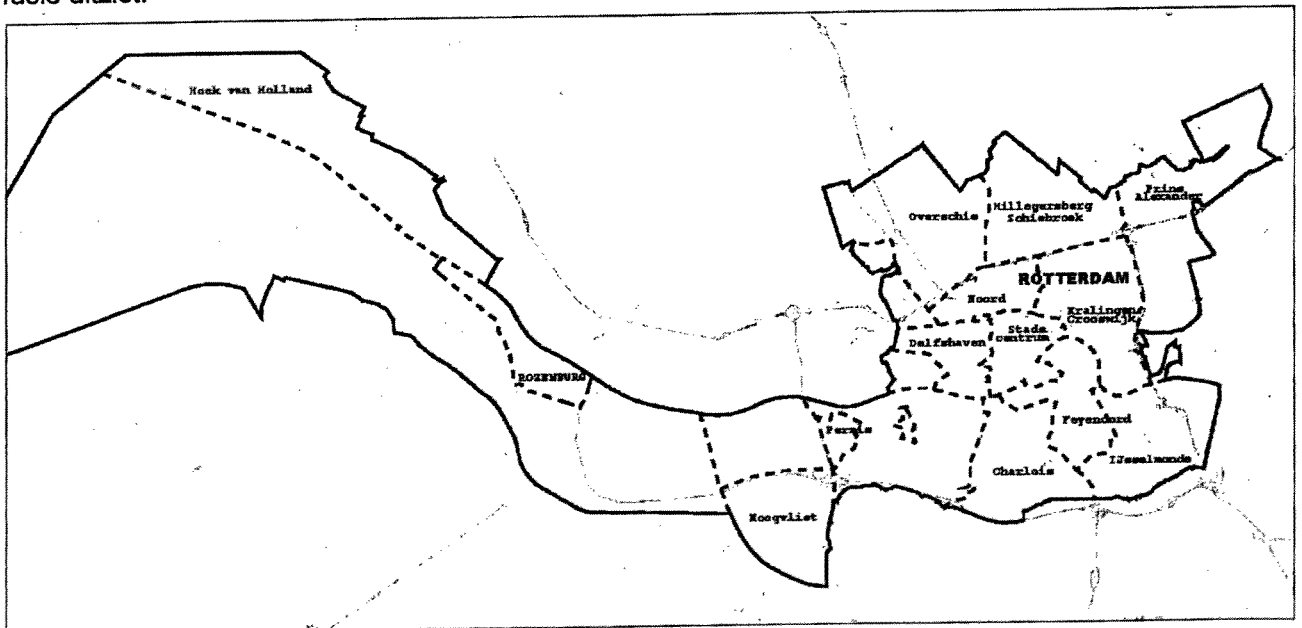 Hoek van Holland
Overschie
Hillegersberg
Schiebroek
Prins
Alexander
ROTTERDAM
Noord
Kralingen
Crooswijk
Stads
centrum
Delfshaven
ROZENBURG
Pernis
Feyenoord
Charlois
IJsselmonde
Hoogvliet